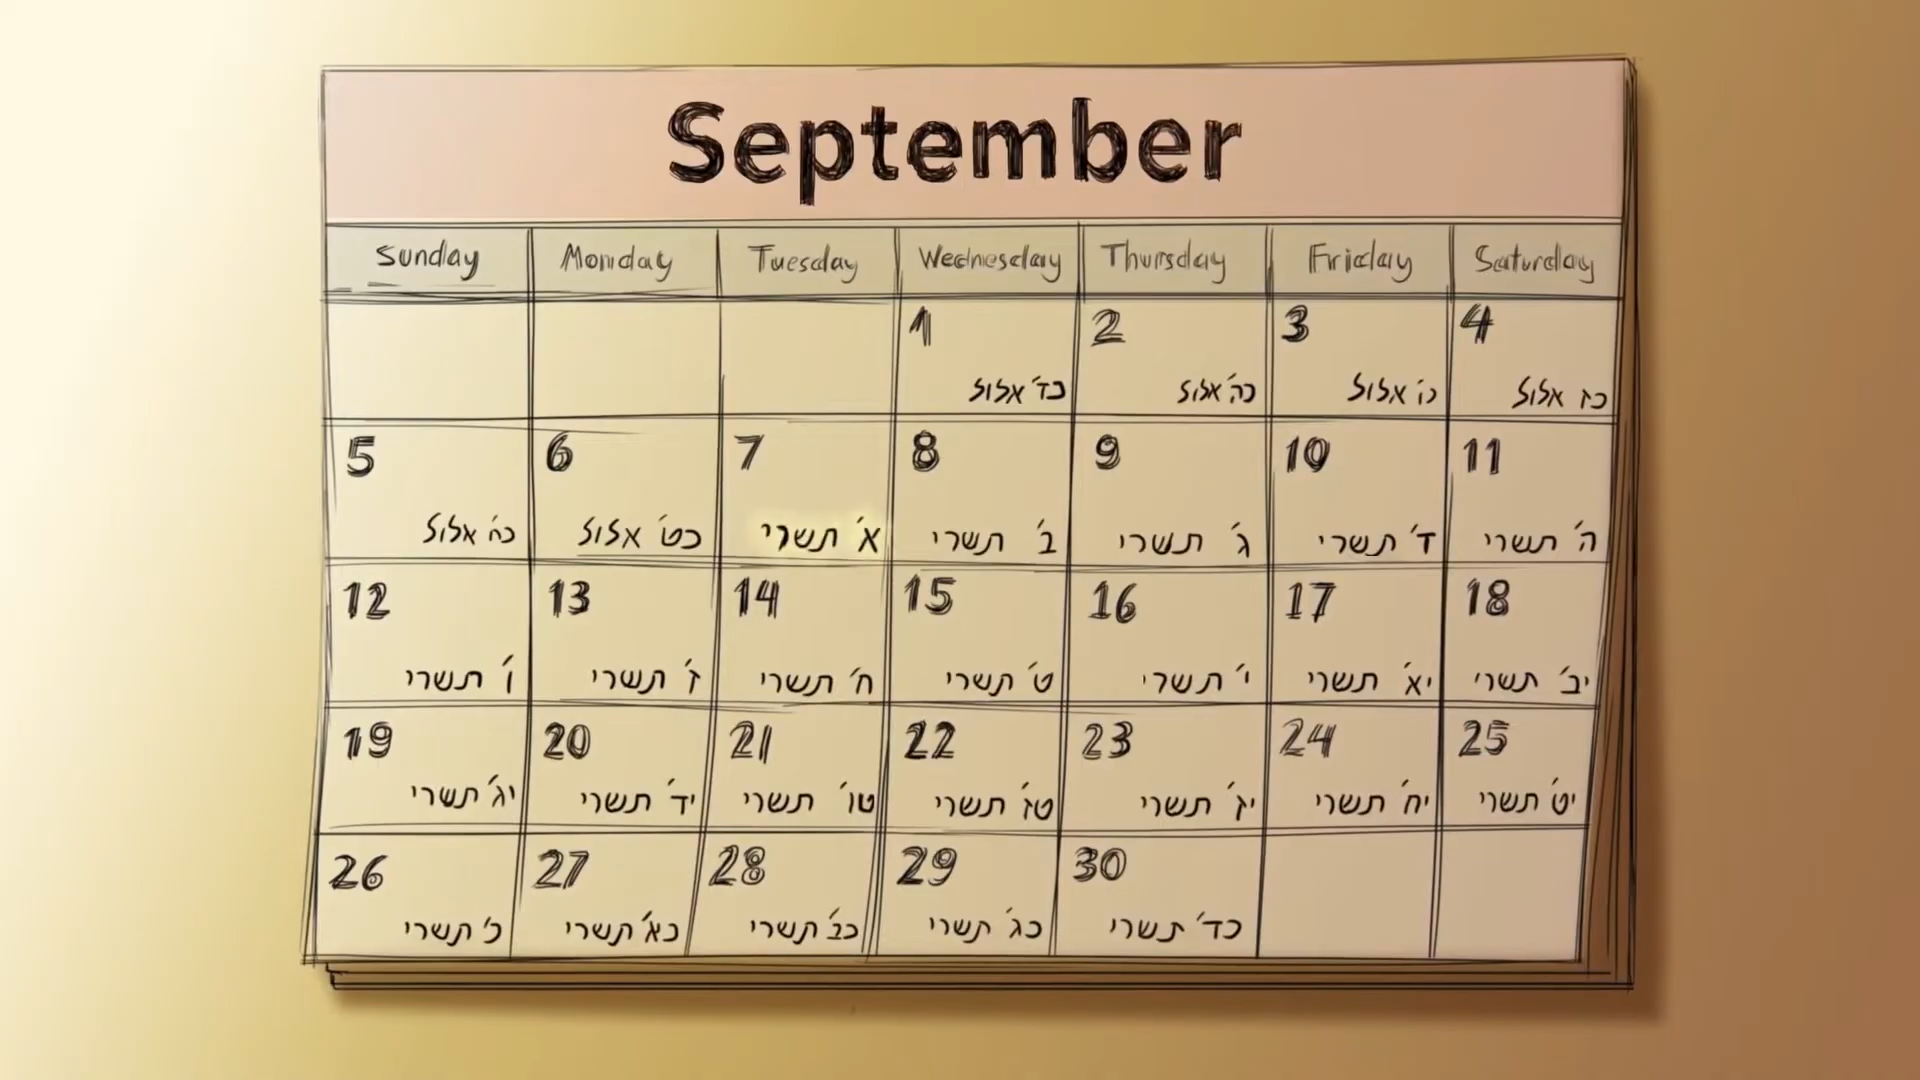 September
Sunday Monday Tuesday Wednesday Thursday Friday Saturday
1 2 3 4
כד' אלול כה' אלול כו' אלול כז אלול
5 6 7 8 9 10 11
כח' אלול כט' אלול א' תשרי ב' תשרי ג' תשרי ד' תשרי ה' תשרי
12 13 14 15 16 17 18
ו' תשרי ז' תשרי ח' תשרי ט' תשרי י' תשרי יא' תשרי יב' תשרי
19 20 21 22 23 24 25
יג' תשרי יד' תשרי טו' תשרי טז' תשרי יז' תשרי יח' תשרי יט' תשרי
26 27 28 29 30
כ' תשרי כא' תשרי כב' תשרי כג' תשרי כד' תשרי